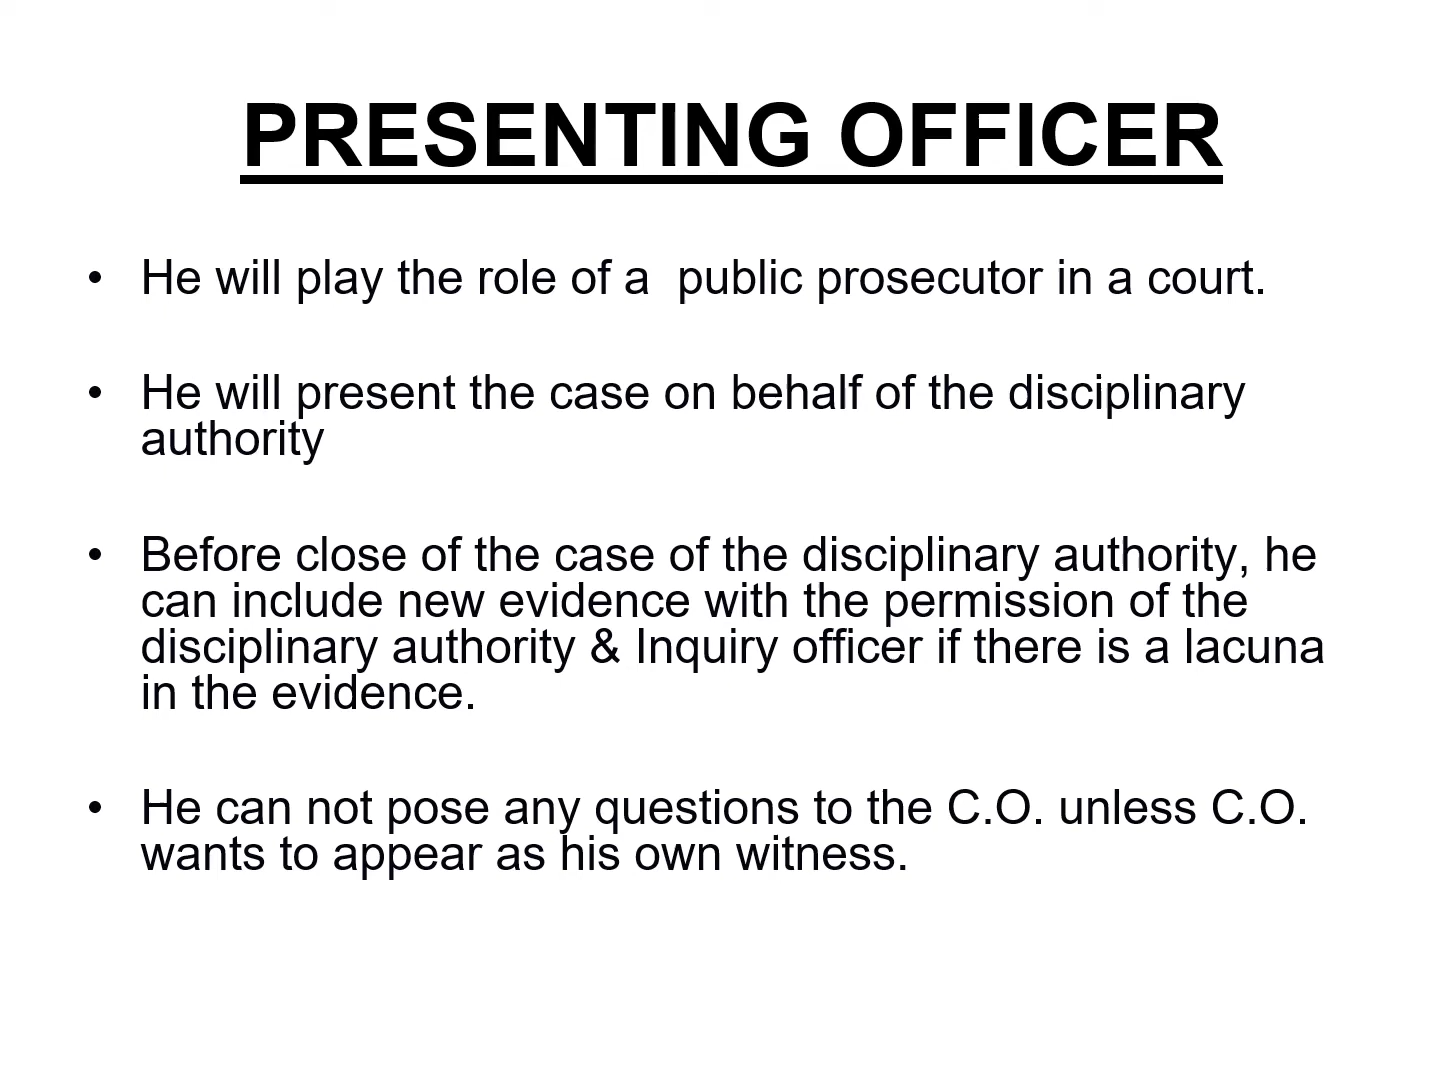 PRESENTING OFFICER
• He will play the role of a  public prosecutor in a court.
• He will present the case on behalf of the disciplinary
authority
• Before close of the case of the disciplinary authority, he
can include new evidence with the permission of the
disciplinary authority & Inquiry officer if there is a lacuna
in the evidence.
• He can not pose any questions to the C.O. unless C.O.
wants to appear as his own witness.